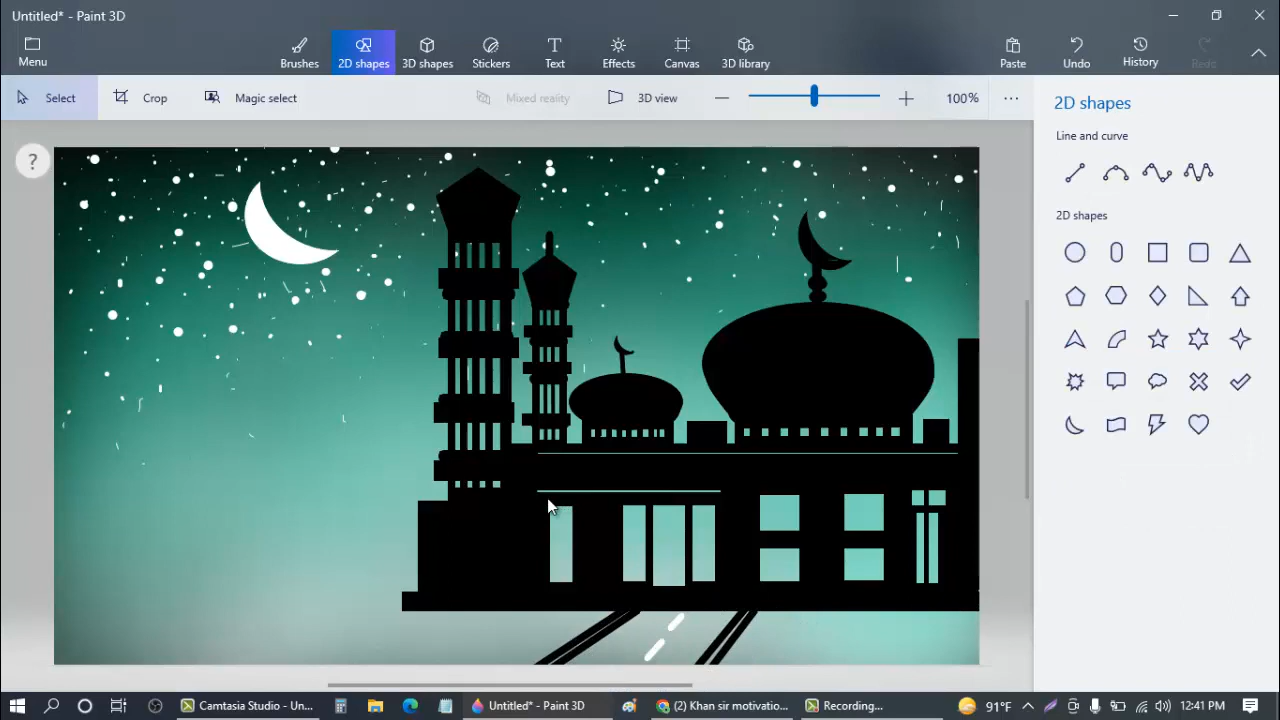 Untitled* - Paint 3D
Menu
Brushes
2D shapes
3D shapes
Stickers
Text
Effects
Canvas
3D library
Paste
Undo
History
Redo
Select
Crop
Magic select
Mixed reality
3D view
100%
2D shapes
Line and curve
2D shapes
?
Camtasia Studio - Un...
Untitled* - Paint 3D
(2) Khan sir motivatio...
Recording...
91°F
12:41 PM